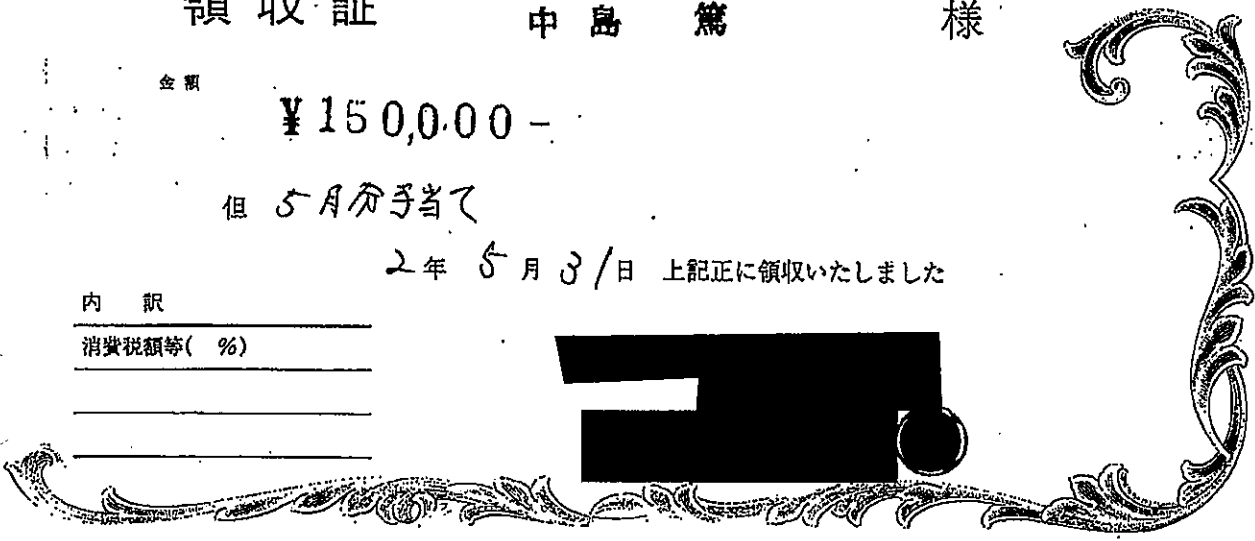 領収証 中島 篤 様
金額
¥150,000-
但 5月分手当て
2年 5月31日 上記正に領収いたしました
内 訳
消費税額等( %)